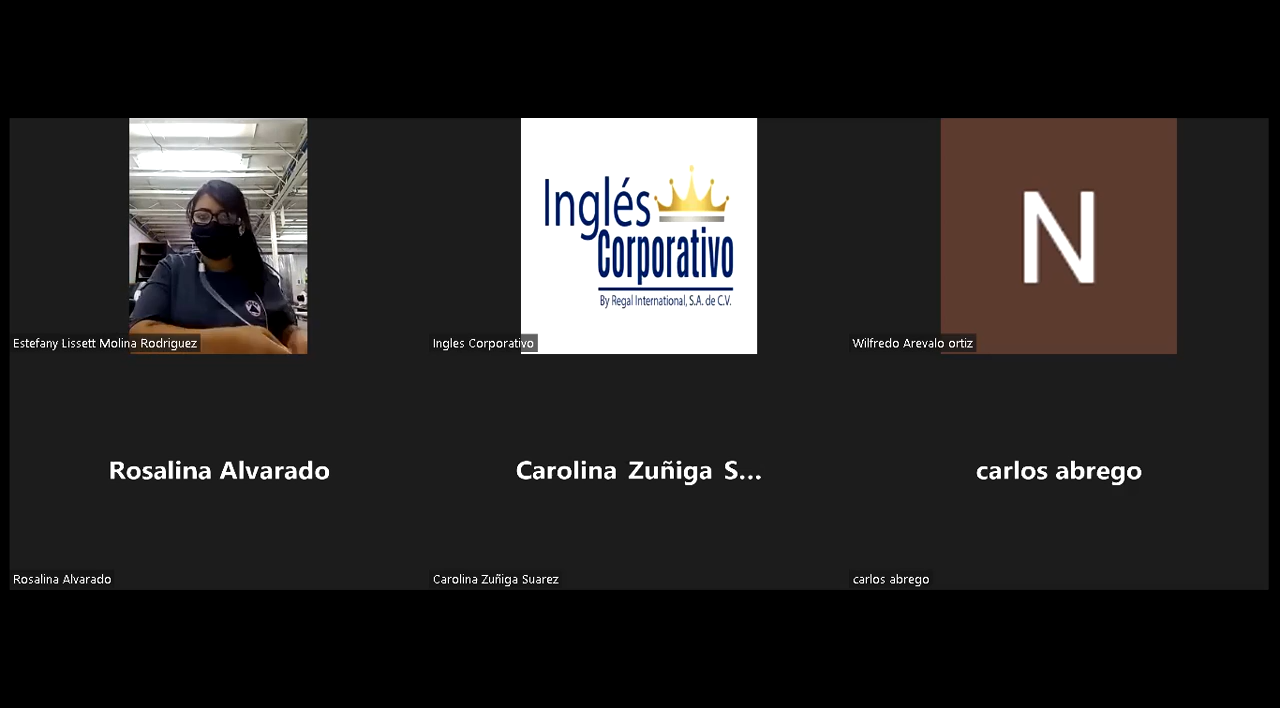 Inglés
Corporativo
By Regal International, S.A. de C.V.
N
Estefany Lissett Molina Rodriguez
Ingles Corporativo
Wilfredo Arevalo ortiz
Rosalina Alvarado
Carolina Zuñiga S...
carlos abrego
Rosalina Alvarado
Carolina Zuñiga Suarez
carlos abrego